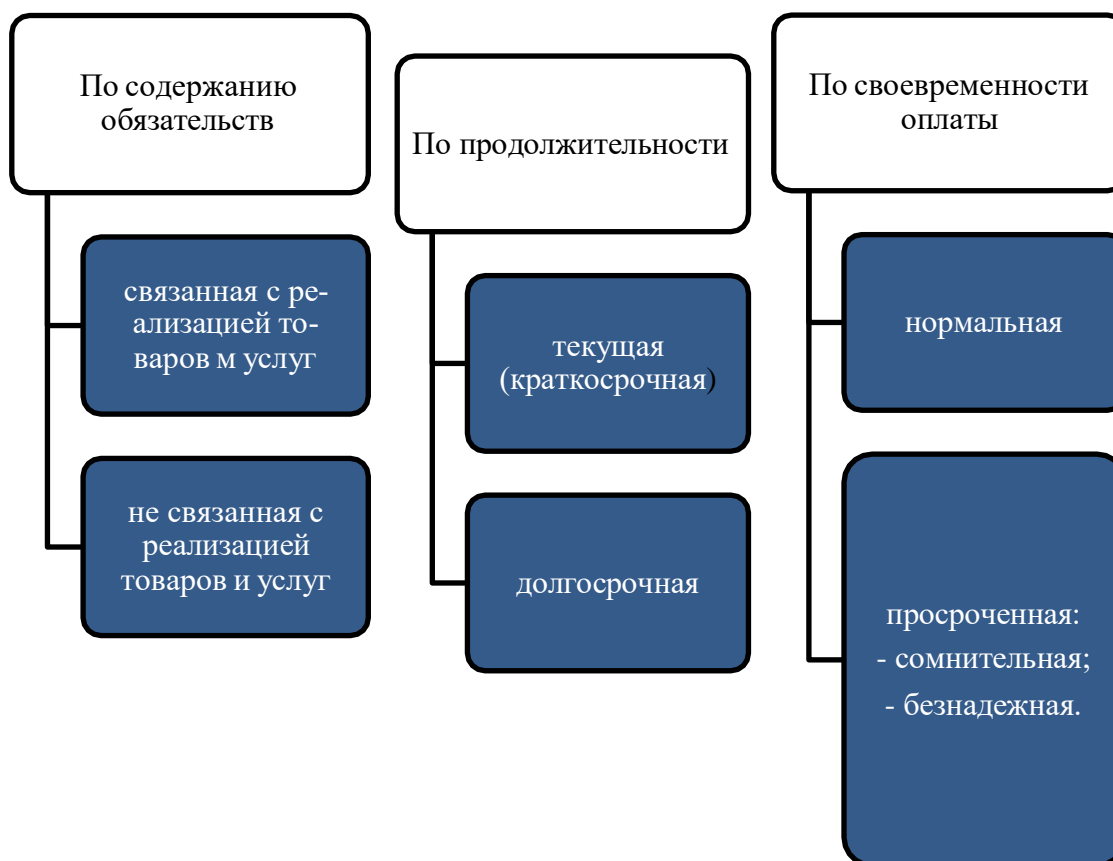 По содержанию
обязательств
связанная с ре-
ализацией то-
варов м услуг
не связанная с
реализацией
товаров и услуг
По продолжительности
текущая
(краткосрочная)
долгосрочная
По своевременности
оплаты
нормальная
просроченная:
- сомнительная;
- безнадежная.